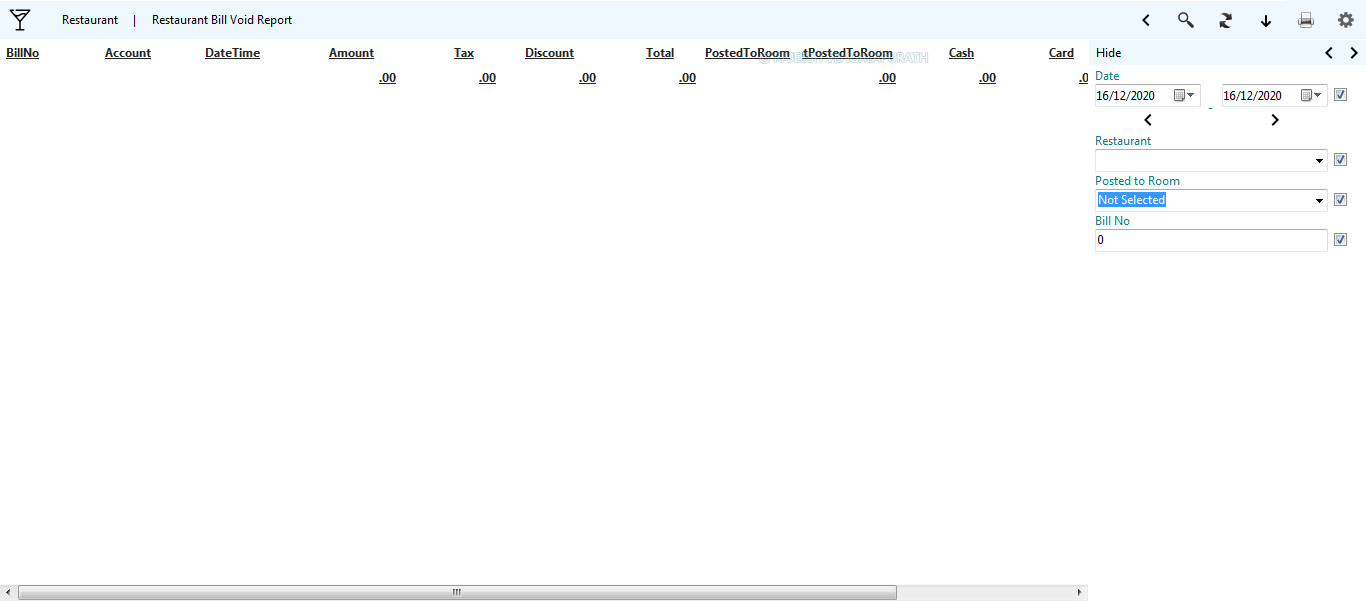 Restaurant | Restaurant Bill Void Report
BillNo Account DateTime Amount Tax Discount Total PostedToRoom tPostedToRoom Cash Card
.00 .00 .00 .00 .00 .00 .0
Hide
Date
16/12/2020 - 16/12/2020
Restaurant
Posted to Room
Not Selected
Bill No
0